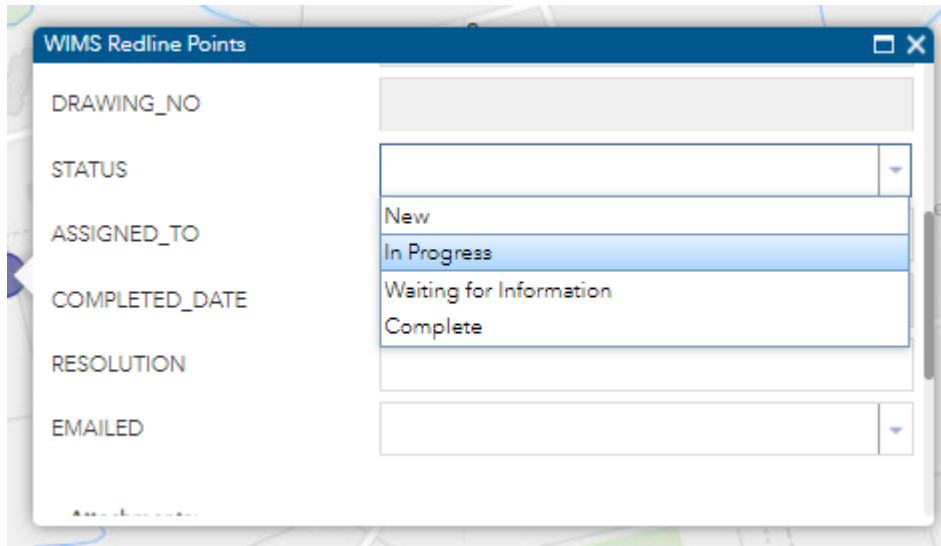 WIMS Redline Points
DRAWING_NO
STATUS
New
ASSIGNED_TO
In Progress
Waiting for Information
COMPLETED_DATE
Complete
RESOLUTION
EMAILED